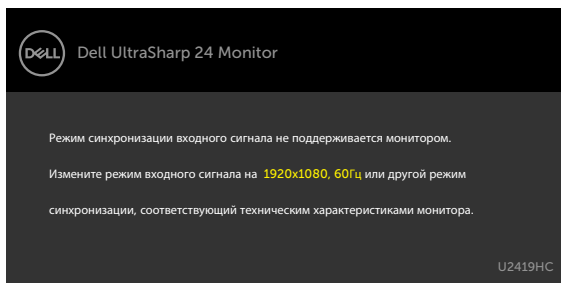 DELL
Dell UltraSharp 24 Monitor
Режим синхронизации входного сигнала не поддерживается монитором.
Измените режим входного сигнала на 1920x1080, 60Гц или другой режим
синхронизации, соответствующий техническим характеристиками монитора.
U2419HC